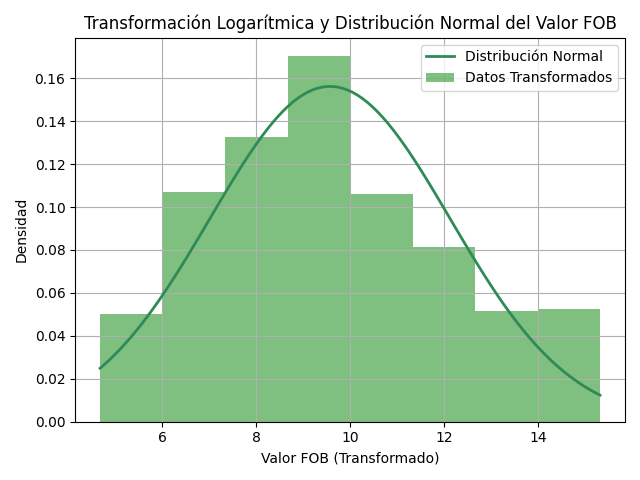 Transformación Logarítmica y Distribución Normal del Valor FOB
Distribución Normal
Datos Transformados
Densidad
0.16
0.14
0.12
0.10
0.08
0.06
0.04
0.02
0.00
6 8 10 12 14
Valor FOB (Transformado)